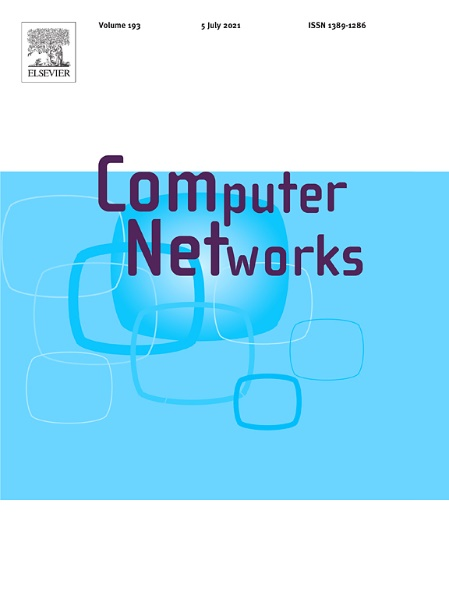 Volume 193 5 July 2021 ISSN 1389-1286
ELSEVIER
Computer
Networks